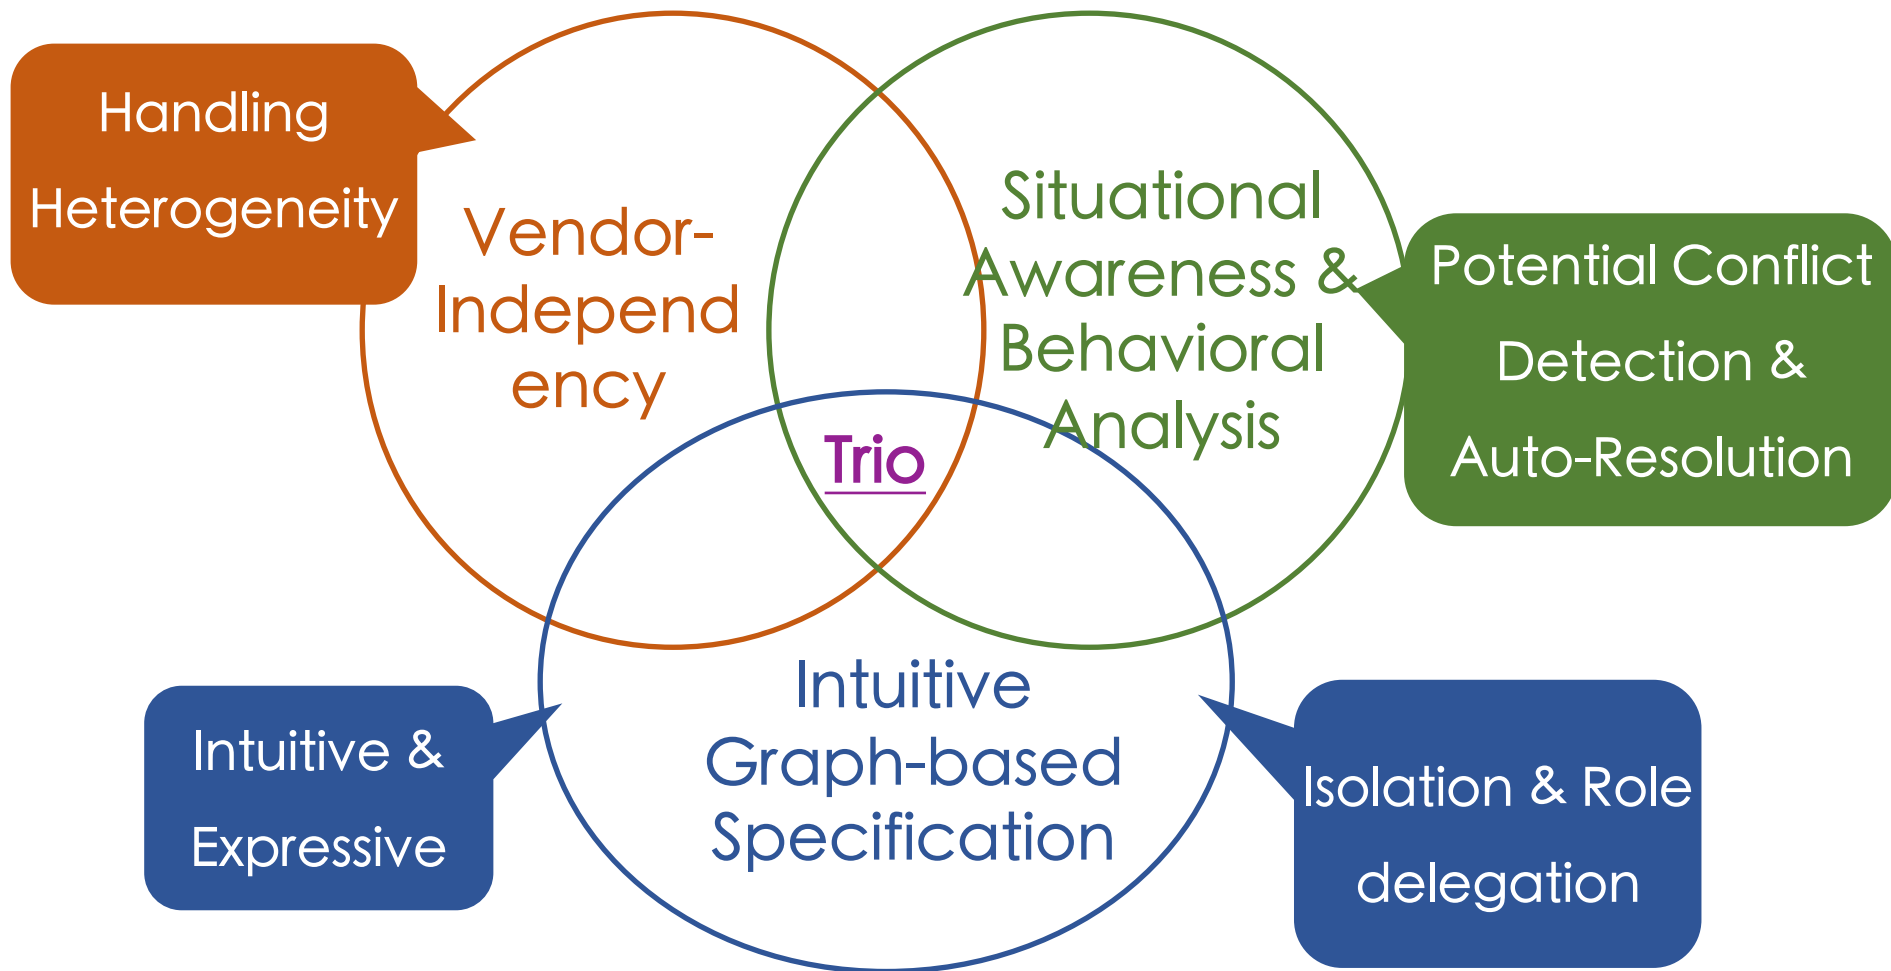 Handling
Heterogeneity
Vendor-
Independ
ency
Situational
Awareness &
Behavioral
Analysis
Potential Conflict
Detection &
Auto-Resolution
Trio
Intuitive
Graph-based
Specification
Intuitive &
Expressive
Isolation & Role
delegation